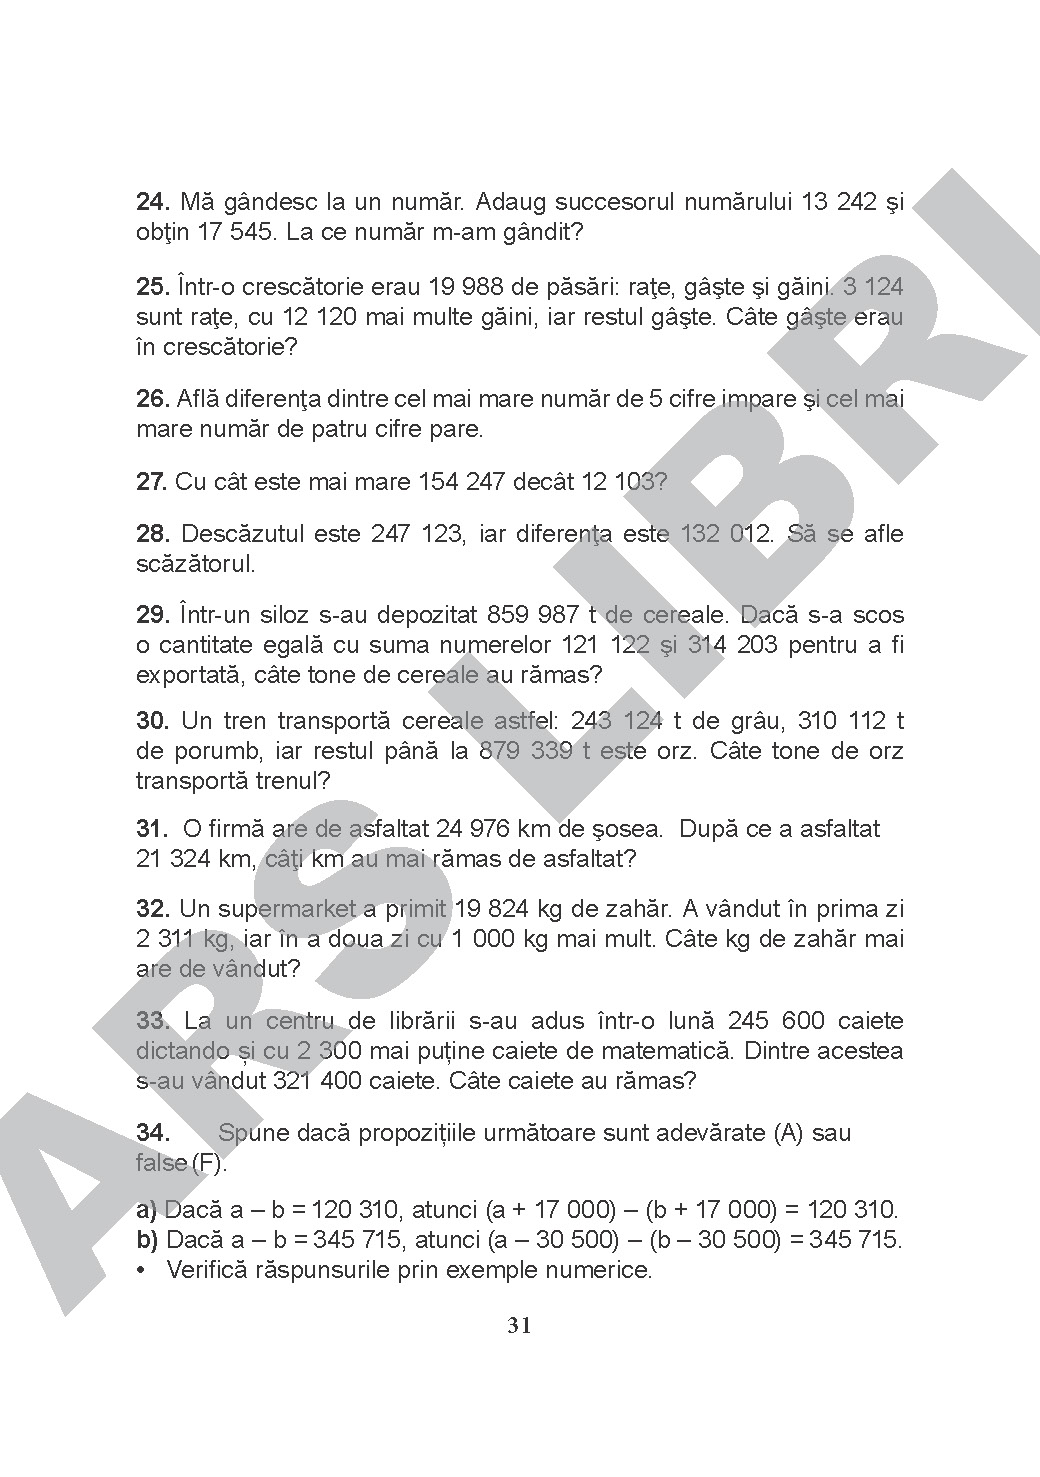 24. Mă gândesc la un număr. Adaug succesorul numărului 13 242 şi
obţin 17 545. La ce număr m-am gândit?
25. Într-o crescătorie erau 19 988 de păsări: raţe, gâşte şi găini. 3 124
sunt raţe, cu 12 120 mai multe găini, iar restul gâşte. Câte gâşte erau
în crescătorie?
26. Află diferenţa dintre cel mai mare număr de 5 cifre impare şi cel mai
mare număr de patru cifre pare.
27. Cu cât este mai mare 154 247 decât 12 103?
28. Descăzutul este 247 123, iar diferenţa este 132 012. Să se afle
scăzătorul.
29. Într-un siloz s-au depozitat 859 987 t de cereale. Dacă s-a scos
o cantitate egală cu suma numerelor 121 122 şi 314 203 pentru a fi
exportată, câte tone de cereale au rămas?
30. Un tren transportă cereale astfel: 243 124 t de grâu, 310 112 t
de porumb, iar restul până la 879 339 t este orz. Câte tone de orz
transportă trenul?
31. O firmă are de asfaltat 24 976 km de şosea. După ce a asfaltat
21 324 km, câţi km au mai rămas de asfaltat?
32. Un supermarket a primit 19 824 kg de zahăr. A vândut în prima zi
2 311 kg, iar în a doua zi cu 1 000 kg mai mult. Câte kg de zahăr mai
are de vândut?
33. La un centru de librării s-au adus într-o lună 245 600 caiete
dictando și cu 2 300 mai puține caiete de matematică. Dintre acestea
s-au vândut 321 400 caiete. Câte caiete au rămas?
34. Spune dacă propozițiile următoare sunt adevărate (A) sau
false (F).
a) Dacă a – b = 120 310, atunci (a + 17 000) – (b + 17 000) = 120 310.
b) Dacă a – b = 345 715, atunci (a – 30 500) – (b – 30 500) = 345 715.
• Verifică răspunsurile prin exemple numerice.
31
ARS LIBRI